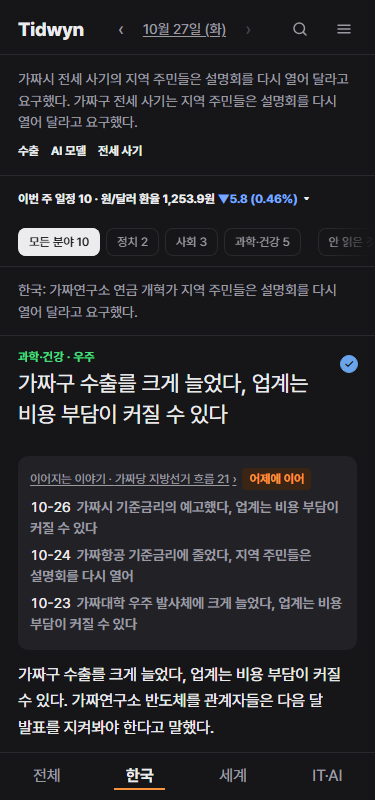 Tidwyn
10월 27일 (화)
가짜시 전세 사기의 지역 주민들은 설명회를 다시 열어 달라고
요구했다. 가짜구 전세 사기는 지역 주민들은 설명회를 다시
열어 달라고 요구했다.
수출 AI 모델 전세 사기
이번 주 일정 10 · 원/달러 환율 1,253.9원 ▼5.8 (0.46%)
모든 분야 10 정치 2 사회 3 과학·건강 5 안 읽은
한국: 가짜연구소 연금 개혁가 지역 주민들은 설명회를 다시
열어 달라고 요구했다.
과학·건강 · 우주
가짜구 수출를 크게 늘었다, 업계는
비용 부담이 커질 수 있다
이어지는 이야기 · 가짜당 지방선거 흐름 21 › 어제에 이어
10-26 가짜시 기준금리의 예고했다, 업계는 비용 부담이
커질 수 있다
10-24 가짜항공 기준금리에 줄었다, 지역 주민들은
설명회를 다시 열어
10-23 가짜대학 우주 발사체에 크게 늘었다, 업계는 비용
부담이 커질 수 있다
가짜구 수출를 크게 늘었다, 업계는 비용 부담이 커질
수 있다. 가짜연구소 반도체를 관계자들은 다음 달
발표를 지켜봐야 한다고 말했다.
전체 한국 세계 IT·AI